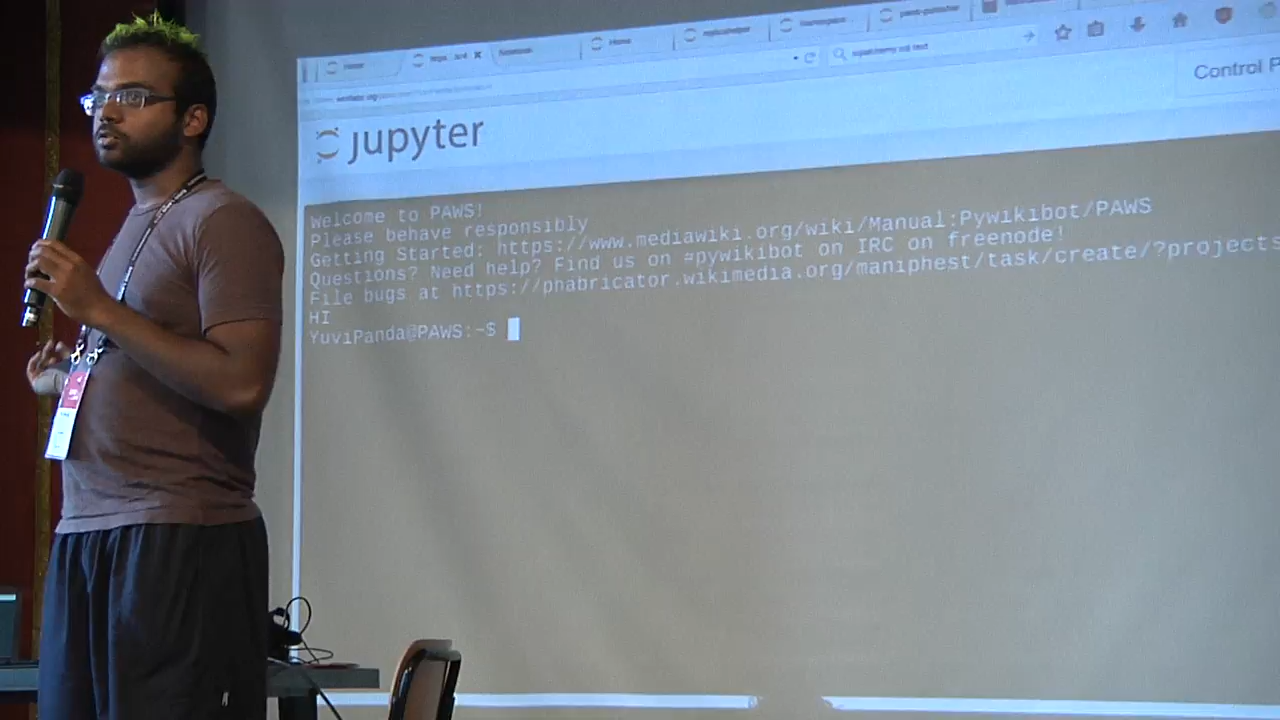 Home
Control P
jupyter
Welcome to PAWS!
Please behave responsibly
Getting Started: https://www.mediawiki.org/wiki/Manual:Pywikibot/PAWS
Questions? Need help? Find us on #pywikibot on IRC on freenode!
File bugs at https://phabricator.wikimedia.org/maniphest/task/create/?projects
HI
YuviPanda@PAWS:~$